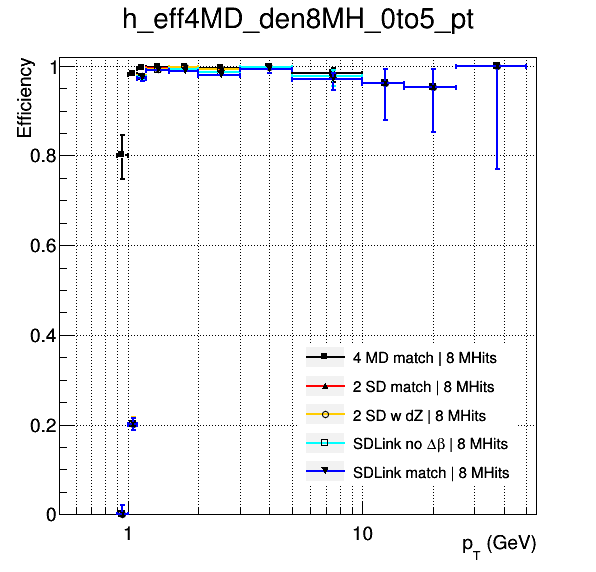 h_eff4MD_den8MH_0to5_pt
Efficiency
1
0.8
0.6
0.4
0.2
0
4 MD match | 8 MHits
2 SD match | 8 MHits
2 SD w dZ | 8 MHits
SDLink no Δβ | 8 MHits
SDLink match | 8 MHits
1
10
p_T (GeV)